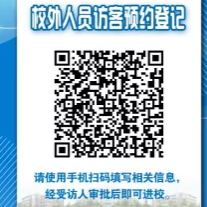 校外人员访客预约登记
请使用手机扫码填写相关信息，
经受访人审批后即可进校。